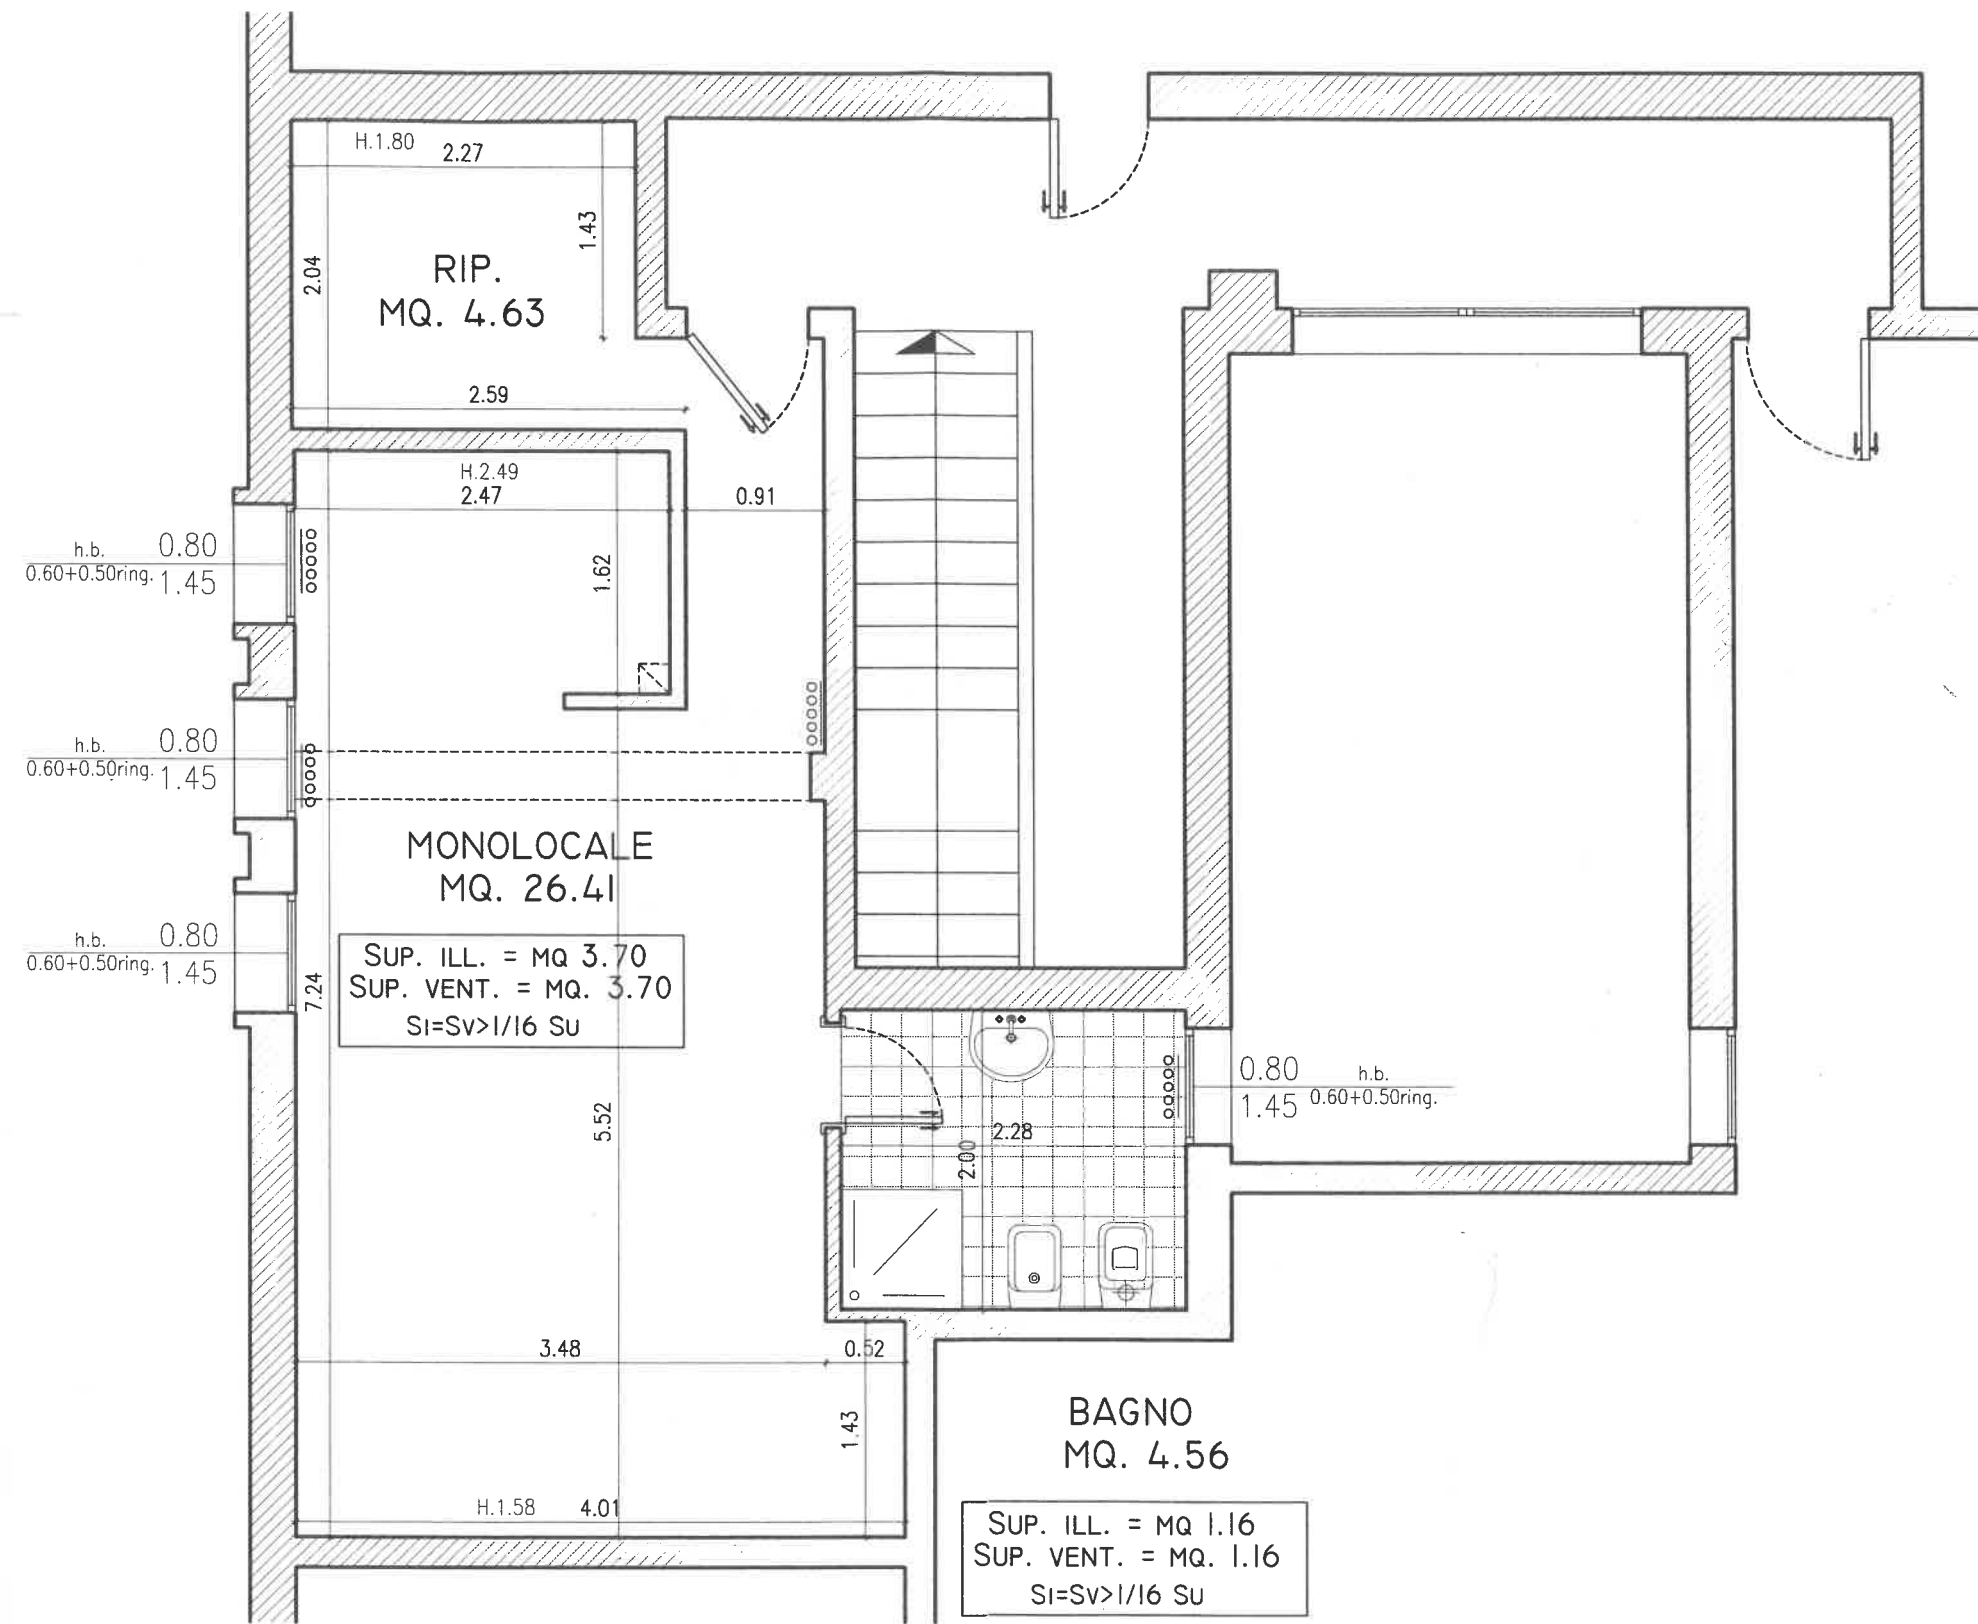 H.1.80
2.27
1.43
2.04
RIP.
MQ. 4.63
2.59
H.2.49
2.47
0.91
1.62
h.b. 0.80
0.60+0.50ring. 1.45
h.b. 0.80
0.60+0.50ring. 1.45
MONOLOCALE
MQ. 26.41
h.b. 0.80
0.60+0.50ring. 1.45
SUP. ILL. = MQ 3.70
SUP. VENT. = MQ. 3.70
SI=SV>1/16 SU
7.24
5.52
0.80 h.b.
1.45 0.60+0.50ring.
2.28
2.00
3.48
0.52
1.43
H.1.58 4.01
BAGNO
MQ. 4.56
SUP. ILL. = MQ 1.16
SUP. VENT. = MQ. 1.16
SI=SV>1/16 SU